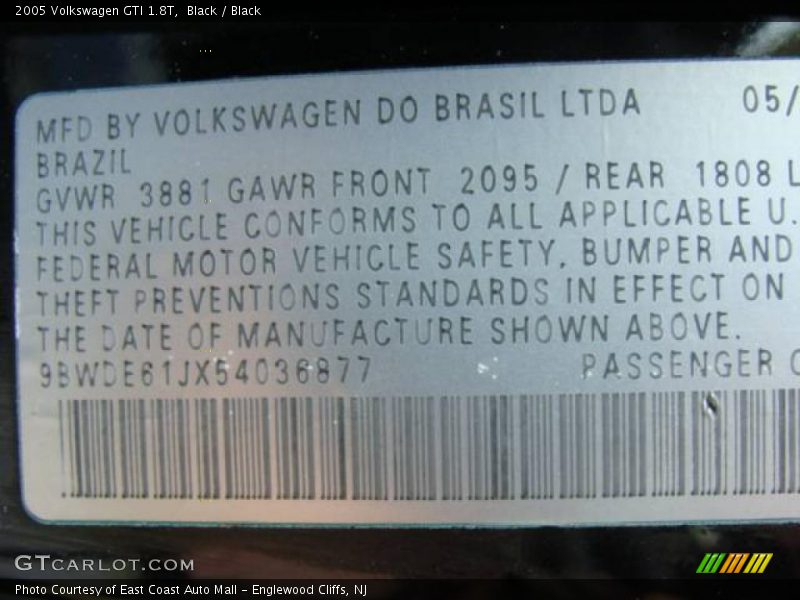 2005 Volkswagen GTI 1.8T, Black / Black
MFD BY VOLKSWAGEN DO BRASIL LTDA 05/
BRAZIL
GVWR 3881 GAWR FRONT 2095 / REAR 1808 L
THIS VEHICLE CONFORMS TO ALL APPLICABLE U.
FEDERAL MOTOR VEHICLE SAFETY, BUMPER AND
THEFT PREVENTIONS STANDARDS IN EFFECT ON
THE DATE OF MANUFACTURE SHOWN ABOVE.
9BWDE61JX54036877 PASSENGER C
GTCARLOT.COM
Photo Courtesy of East Coast Auto Mall - Englewood Cliffs, NJ